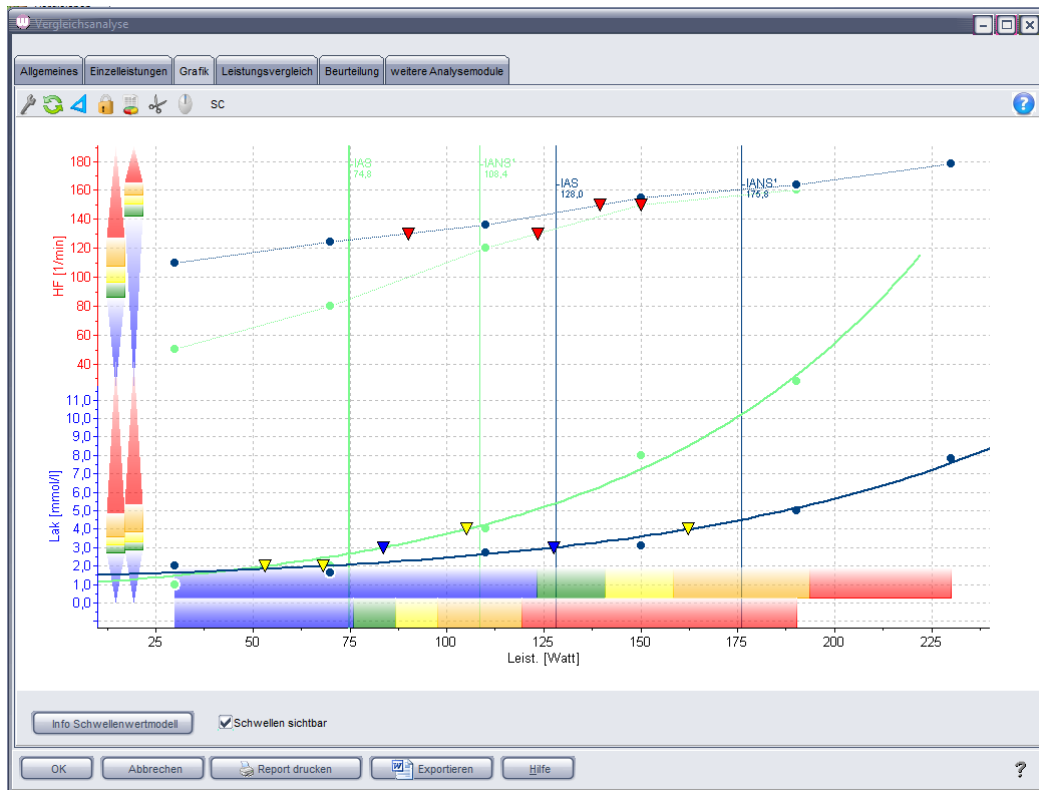 Vergleichsanalyse
Allgemeines Einzelleistungen Grafik Leistungsvergleich Beurteilung weitere Analysemodule
SC
HF [1/min]
180
160
140
120
100
80
60
40
Lak [mmol/l]
11,0
10,0
9,0
8,0
7,0
6,0
5,0
4,0
3,0
2,0
1,0
0,0
IAS
74,8
IANS¹
108,4
IAS
128,0
IANS¹
175,8
25 50 75 100 125 150 175 200 225
Leist. [Watt]
Info Schwellenwertmodell Schwellen sichtbar
OK Abbrechen Report drucken Exportieren Hilfe ?